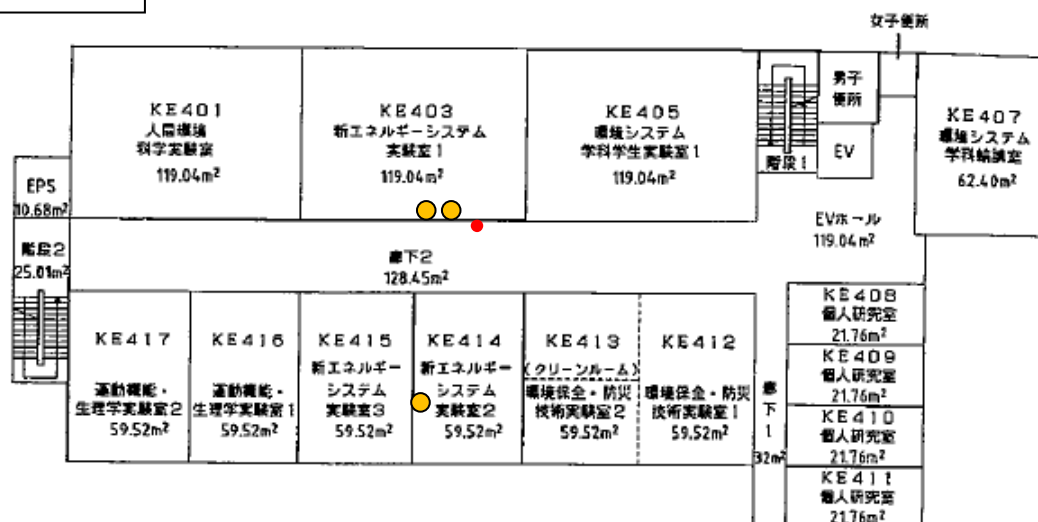 女子便所
KE401
人間環境
科学実験室
119.04m²
KE403
新エネルギーシステム
実験室1
119.04m²
KE405
環境システム
学科学生実験室1
119.04m²
階段1
男子
便所
EV
KE407
環境システム
学科輪講室
62.40m²
EPS
10.68m²
階段2
25.01m²
廊下2
128.45m²
EVホール
119.04m²
KE417
運動機能・
生理学実験室2
59.52m²
KE416
運動機能・
生理学実験室1
59.52m²
KE415
新エネルギー
システム
実験室3
59.52m²
KE414
新エネルギー
システム
実験室2
59.52m²
KE413
(クリーンルーム)
環境保全・防災
技術実験室2
59.52m²
KE412
環境保全・防災
技術実験室1
59.52m²
廊下1
32m²
KE408
個人研究室
21.76m²
KE409
個人研究室
21.76m²
KE410
個人研究室
21.76m²
KE411
個人研究室
21.76m²